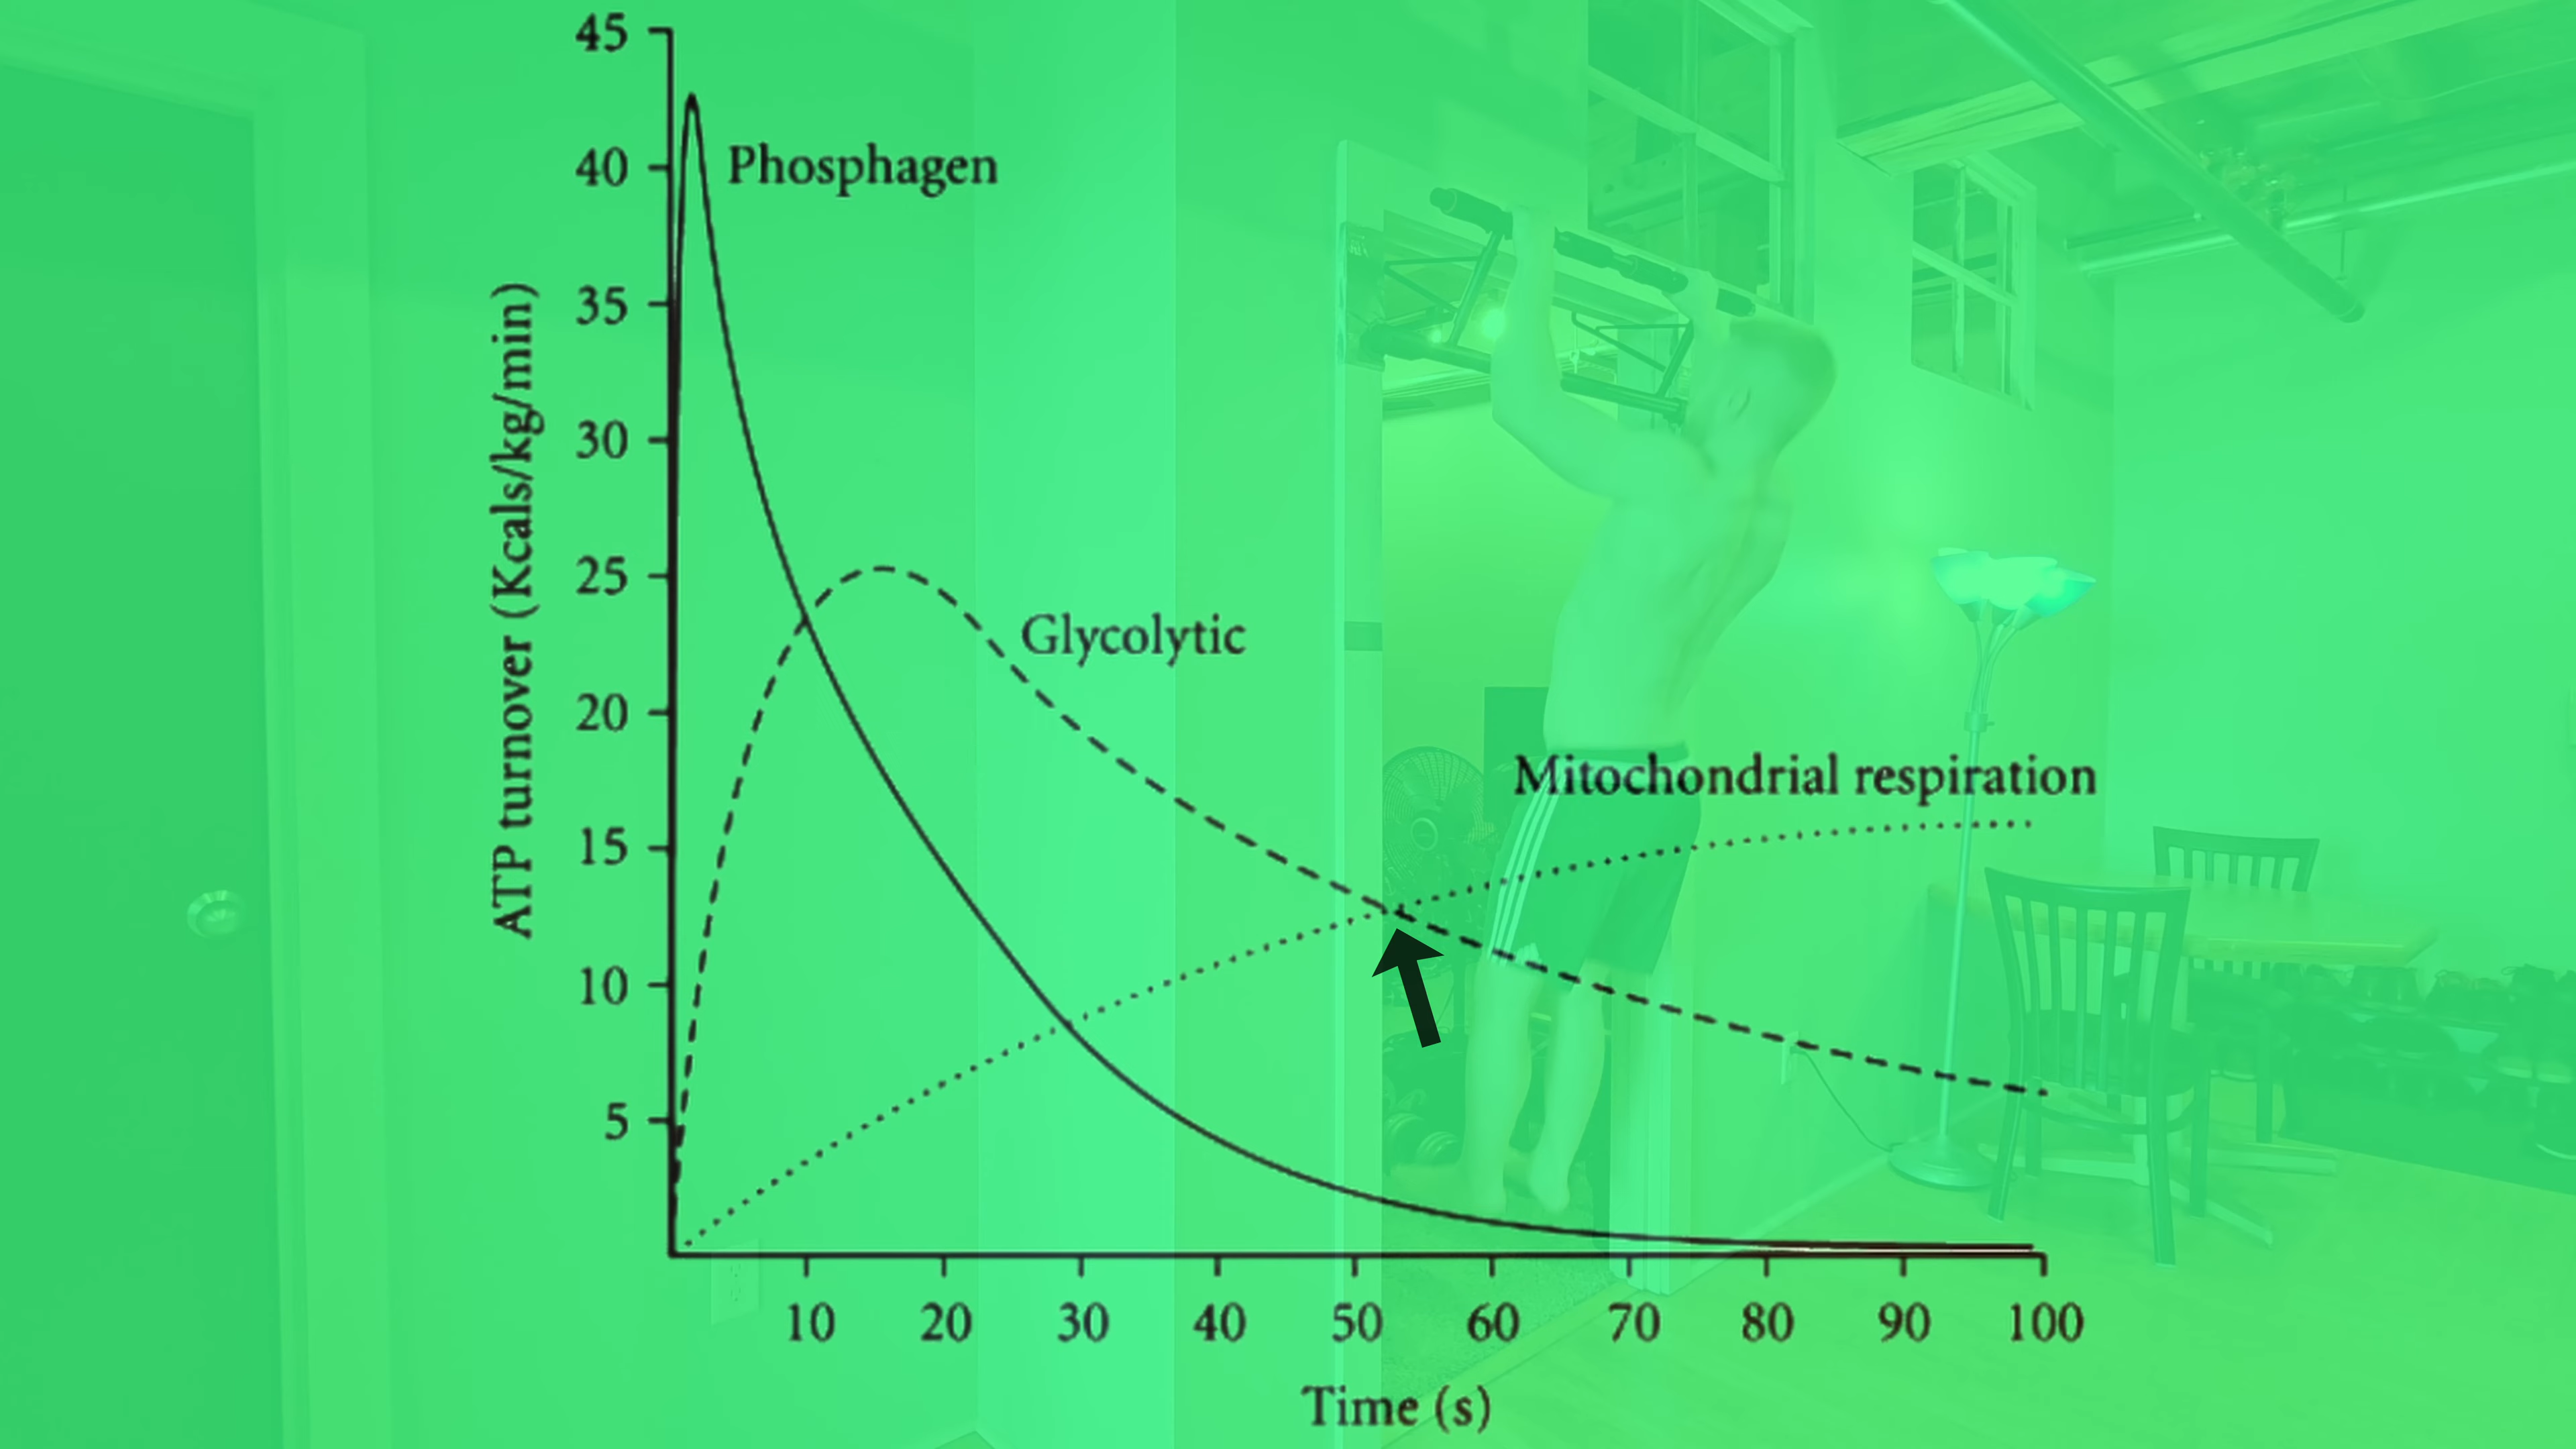 45
Phosphagen
40
35
30
25
Glycolytic
20
Mitochondrial respiration
15
10
5
ATP turnover (Kcals/kg/min)
10 20 30 40 50 60 70 80 90 100
Time (s)